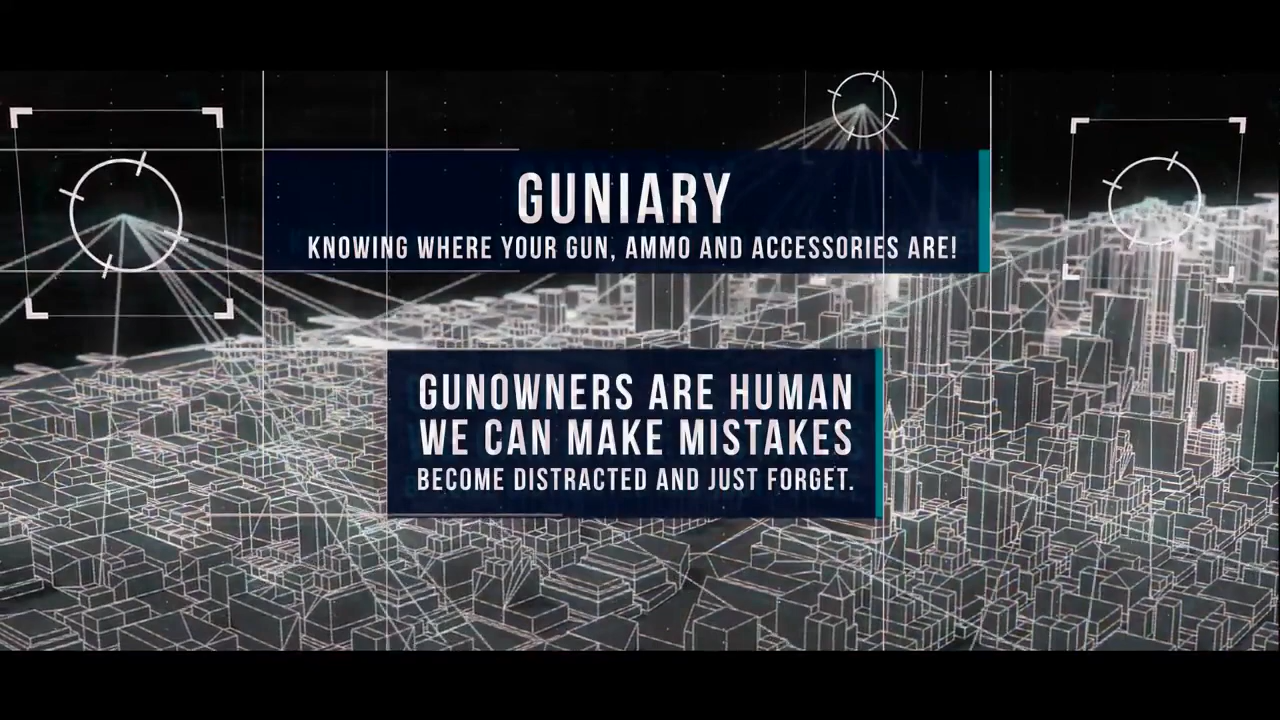 GUNIARY
KNOWING WHERE YOUR GUN, AMMO AND ACCESSORIES ARE!
GUNOWNERS ARE HUMAN
WE CAN MAKE MISTAKES
BECOME DISTRACTED AND JUST FORGET.